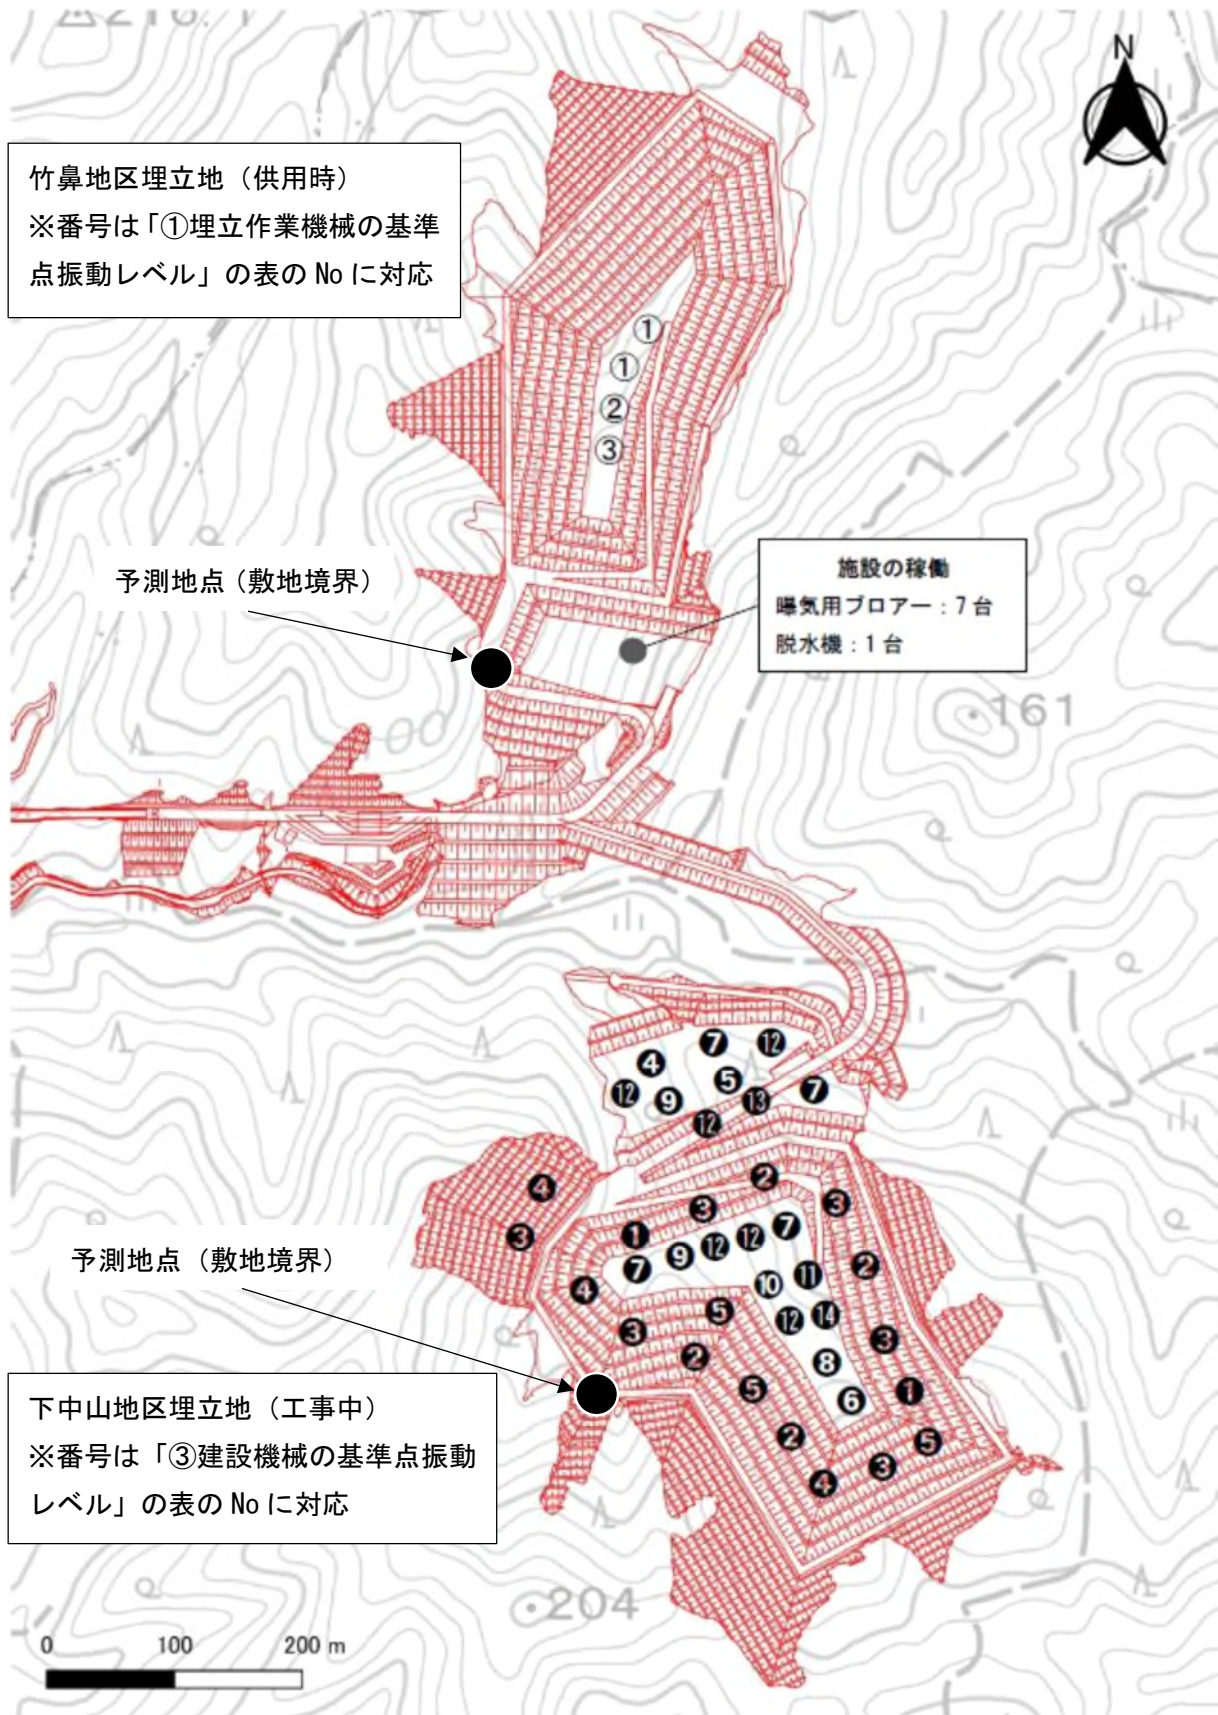 N
竹鼻地区埋立地（供用時）
※番号は「①埋立作業機械の基準
点振動レベル」の表の No に対応
①
①
②
③
予測地点（敷地境界）
施設の稼働
曝気用ブロアー：7台
脱水機：1台
161
❼ ⓬
❹
❺
⓬ ❾ ⓭ ❼
⓬
❹ ❷
❸ ❸
❸ ❶ ❼
❾ ⓬ ⓬
予測地点（敷地境界）
❼ ❷
❹ ❿ ⓫
❺ ⓬ ⓮
❸ ❸
❷ ❽
❺ ❻ ❶
下中山地区埋立地（工事中）
※番号は「③建設機械の基準点振動
レベル」の表の No に対応
❷ ❺
❹ ❸
204
0 100 200 m